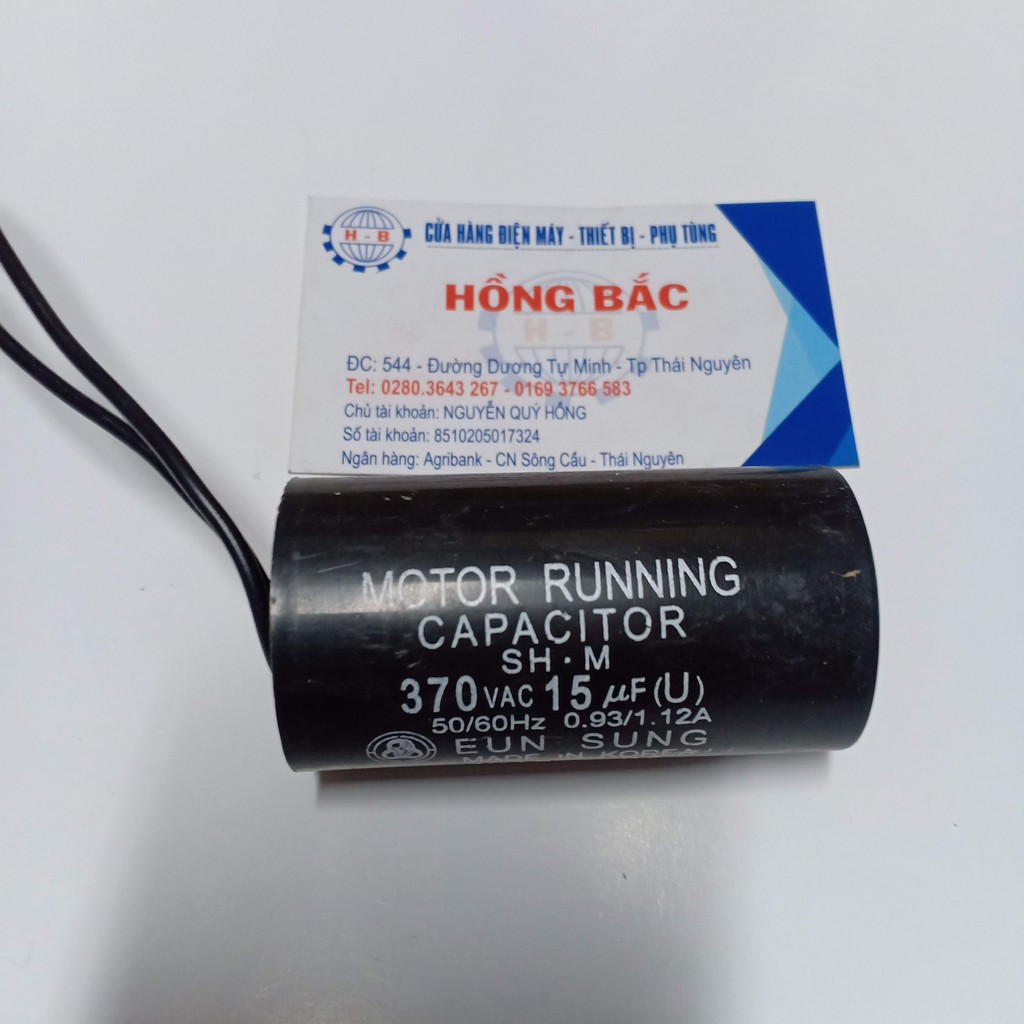 H - B
CỬA HÀNG ĐIỆN MÁY - THIẾT BỊ - PHỤ TÙNG
HỒNG BẮC
H - B
ĐC: 544 - Đường Dương Tự Minh - Tp Thái Nguyên
Tel: 0280.3643 267 - 0169 3766 583
Chủ tài khoản: NGUYỄN QUÝ HỒNG
Số tài khoản: 8510205017324
Ngân hàng: Agribank - CN Sông Cầu - Thái Nguyên
MOTOR RUNNING
CAPACITOR
SH · M
370 VAC 15 µF (U)
50/60Hz 0.93/1.12A
EUN SUNG
MADE IN KOREA